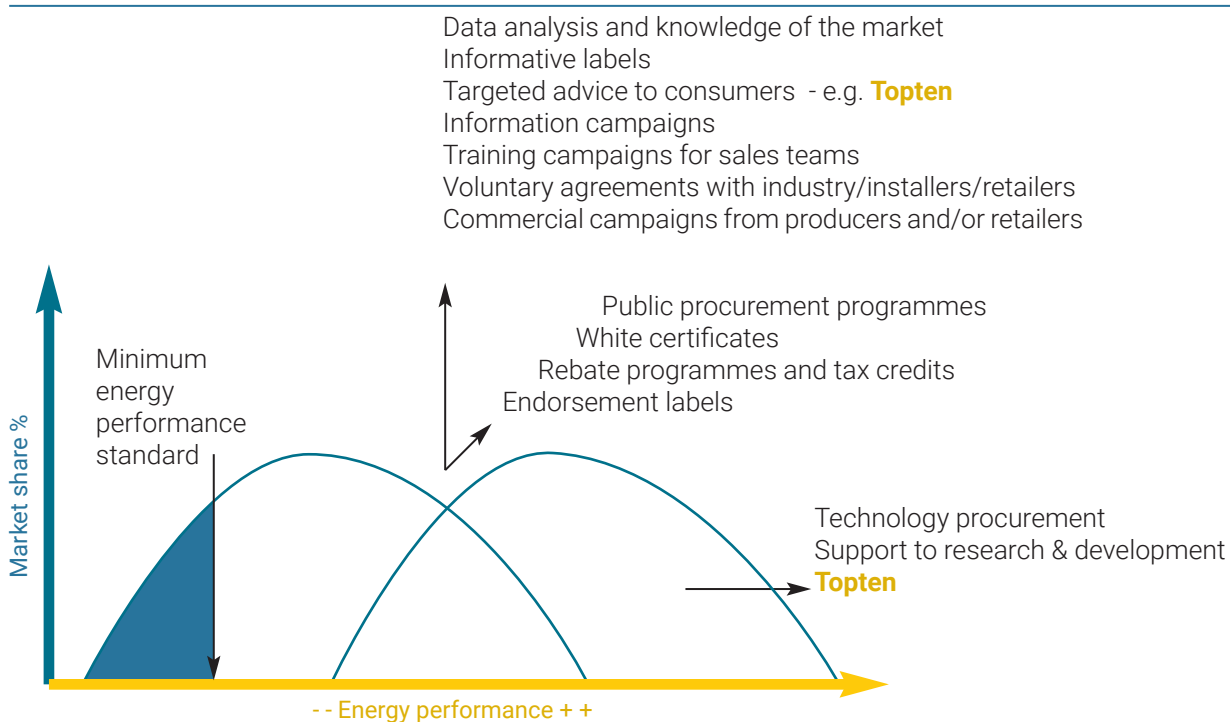 Data analysis and knowledge of the market
Informative labels
Targeted advice to consumers - e.g. Topten
Information campaigns
Training campaigns for sales teams
Voluntary agreements with industry/installers/retailers
Commercial campaigns from producers and/or retailers
Public procurement programmes
White certificates
Rebate programmes and tax credits
Endorsement labels
Minimum
energy
performance
standard
Market share %
Technology procurement
Support to research & development
Topten
- - Energy performance + +